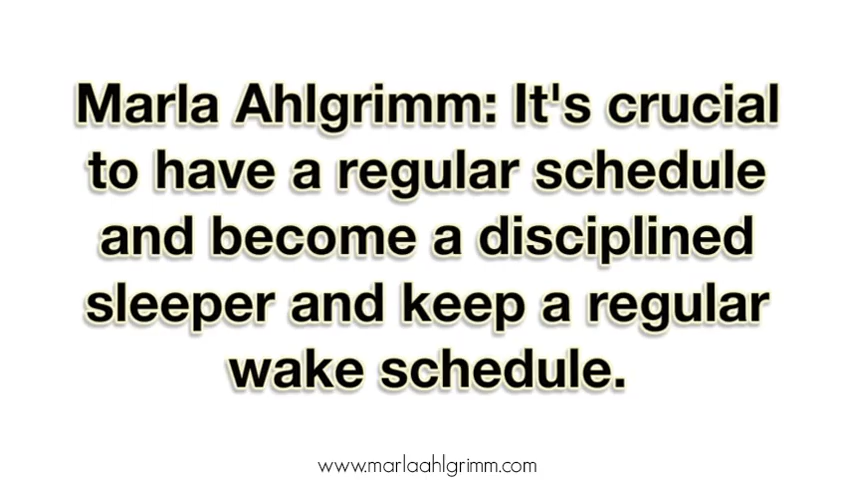 Marla Ahlgrimm: It's crucial
to have a regular schedule
and become a disciplined
sleeper and keep a regular
wake schedule.
www.marlaahlgrimm.com